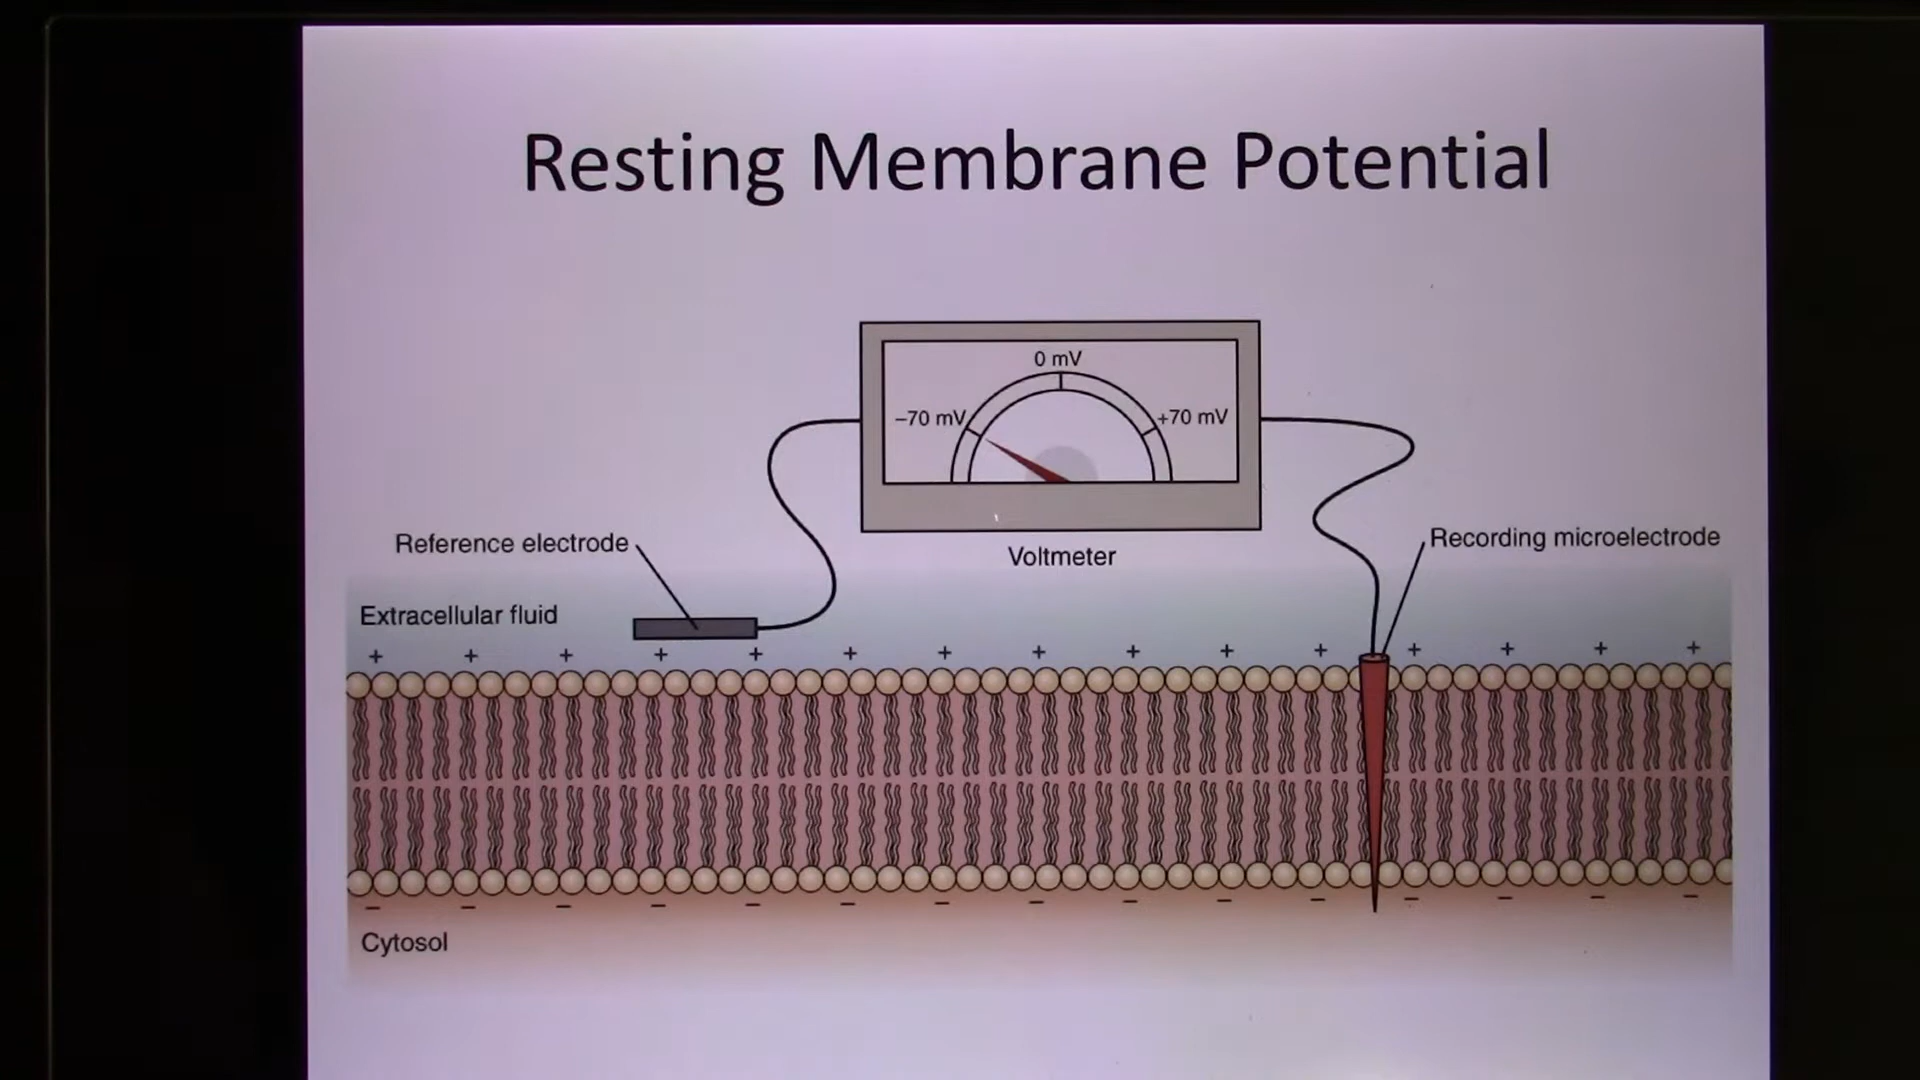 Resting Membrane Potential
0 mV
–70 mV
+70 mV
Reference electrode
Voltmeter
Recording microelectrode
Extracellular fluid
+ + + + + + + + + + + + + + +
– – – – – – – – – – – – – – –
Cytosol